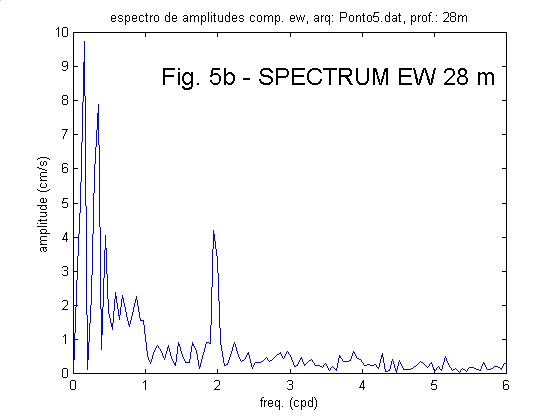 espectro de amplitudes comp. ew, arq: Ponto5.dat, prof.: 28m
Fig. 5b - SPECTRUM EW 28 m
amplitude (cm/s)
10
9
8
7
6
5
4
3
2
1
0
0 1 2 3 4 5 6
freq. (cpd)